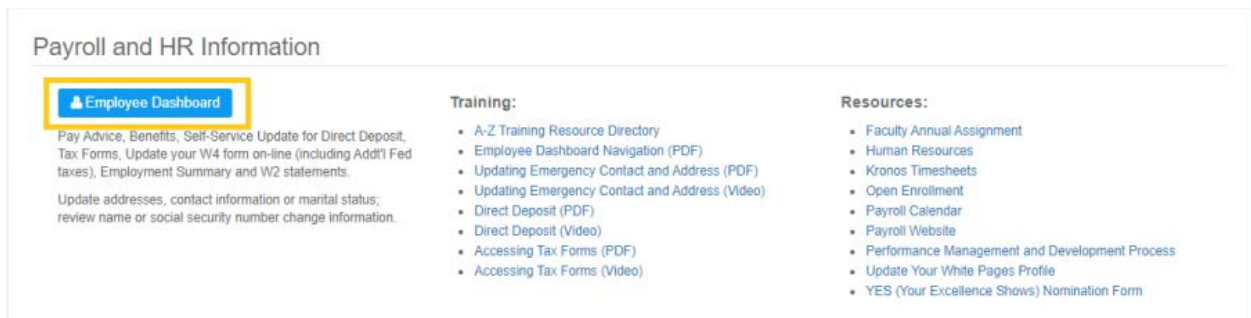 Payroll and HR Information
Employee Dashboard
Pay Advice, Benefits, Self-Service Update for Direct Deposit,
Tax Forms, Update your W4 form on-line (including Addt'l Fed
taxes), Employment Summary and W2 statements.
Update addresses, contact information or marital status;
review name or social security number change information.
Training:
A-Z Training Resource Directory
Employee Dashboard Navigation (PDF)
Updating Emergency Contact and Address (PDF)
Updating Emergency Contact and Address (Video)
Direct Deposit (PDF)
Direct Deposit (Video)
Accessing Tax Forms (PDF)
Accessing Tax Forms (Video)
Resources:
Faculty Annual Assignment
Human Resources
Kronos Timesheets
Open Enrollment
Payroll Calendar
Payroll Website
Performance Management and Development Process
Update Your White Pages Profile
YES (Your Excellence Shows) Nomination Form